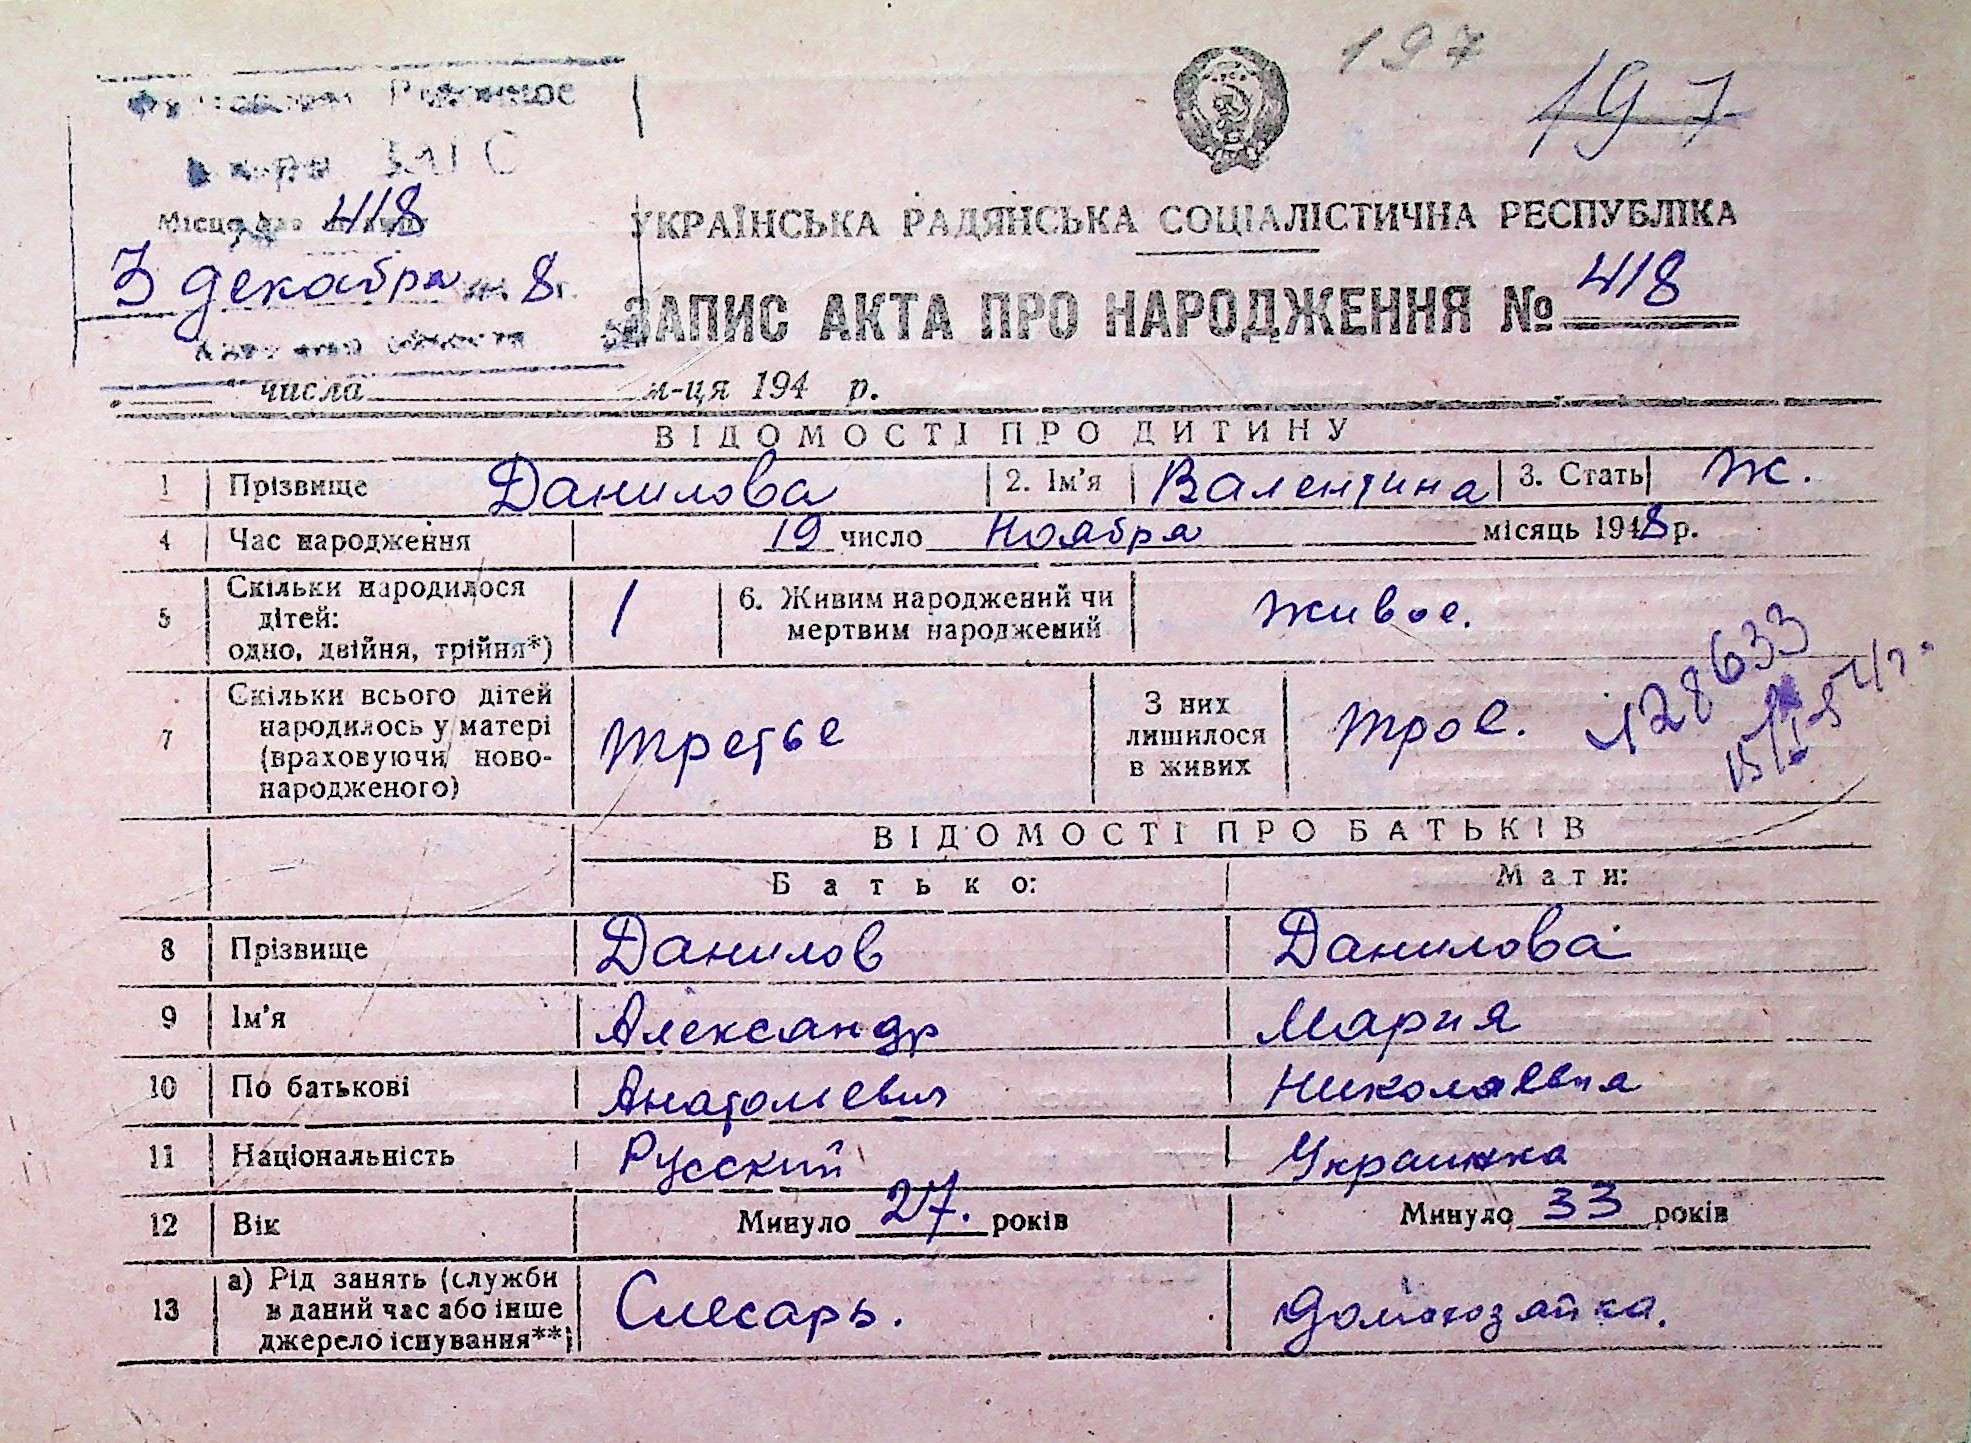 197
197
ЗАГС
418
3 декабря 8 г.
УКРАЇНСЬКА РАДЯНСЬКА СОЦІАЛІСТИЧНА РЕСПУБЛІКА
ЗАПИС АКТА ПРО НАРОДЖЕННЯ № 418
числа м-ця 194 р.
ВІДОМОСТІ ПРО ДИТИНУ
1 Прізвище Данилова 2. Ім'я Валентина 3. Стать Ж.
4 Час народження 19 число Ноября місяць 1948 р.
5 Скільки народилося дітей: одно, двійня, трійня*) 1 6. Живим народжений чи мертвим народжений Живое.
7 Скільки всього дітей народилось у матері (враховуючи новонародженого) Третье З них лишилося в живих Трое.
128633
ВІДОМОСТІ ПРО БАТЬКІВ
Батько: Мати:
8 Прізвище Данилов Данилова
9 Ім'я Александр Мария
10 По батькові Анатолиевич Николаевна
11 Національність Русский Украинка
12 Вік Минуло 27. років Минуло 33 років
13 а) Рід занять (служби в даний час або інше джерело існування**) Слесарь. Домохозяйка.